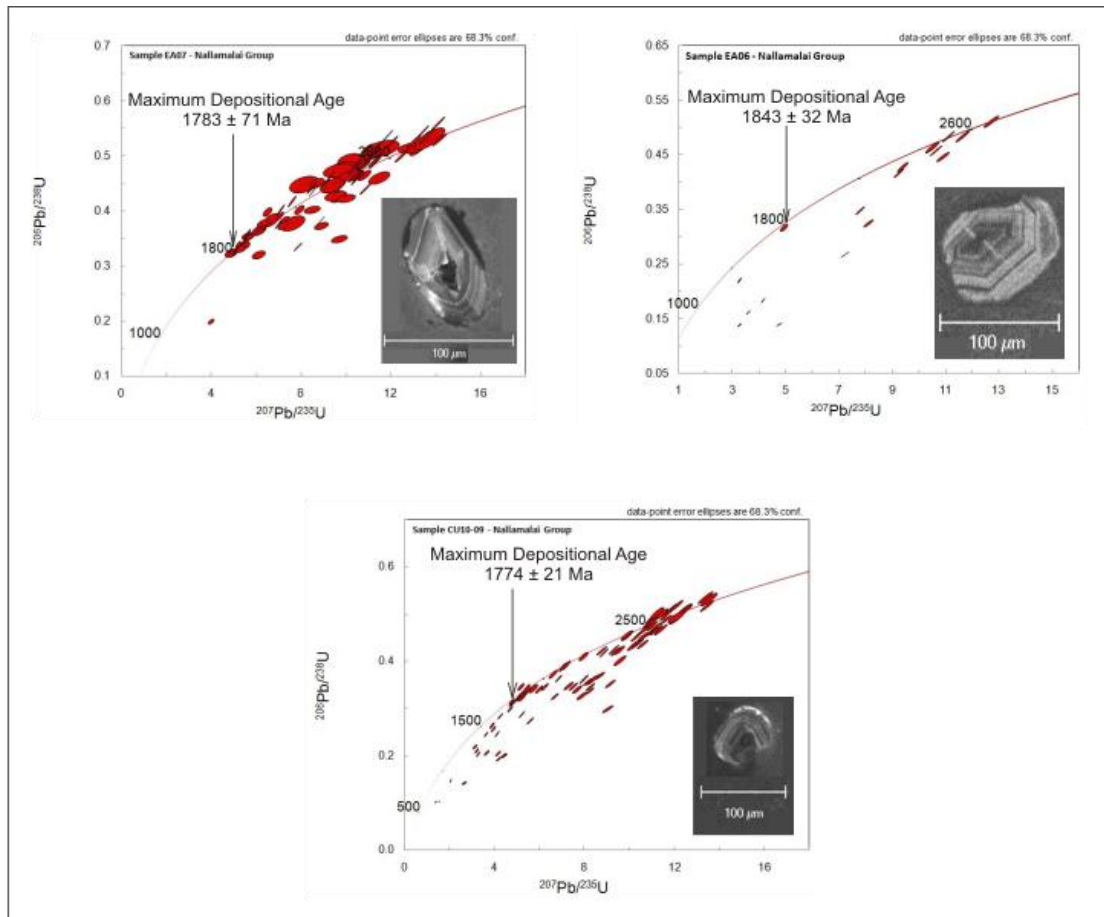 data-point error ellipses are 68.3% conf.
Sample EA07 - Nallamalai Group
Maximum Depositional Age
1783 ± 71 Ma
0.7
0.6
0.5
0.4
0.3
0.2
0.1
1000
1800
0
4
8
12
16
100 µm
²⁰⁶Pb/²³⁸U
²⁰⁷Pb/²³⁵U
data-point error ellipses are 68.3% conf.
Sample EA06 - Nallamalai Group
Maximum Depositional Age
1843 ± 32 Ma
0.65
0.55
0.45
0.35
0.25
0.15
0.05
1000
1800
2600
1
3
5
7
9
11
13
15
100 µm
²⁰⁶Pb/²³⁸U
²⁰⁷Pb/²³⁵U
data-point error ellipses are 68.3% conf.
Sample CU10-09 - Nallamalai Group
Maximum Depositional Age
1774 ± 21 Ma
0.6
0.4
0.2
0.0
500
1500
2500
0
4
8
12
16
100 µm
²⁰⁶Pb/²³⁸U
²⁰⁷Pb/²³⁵U